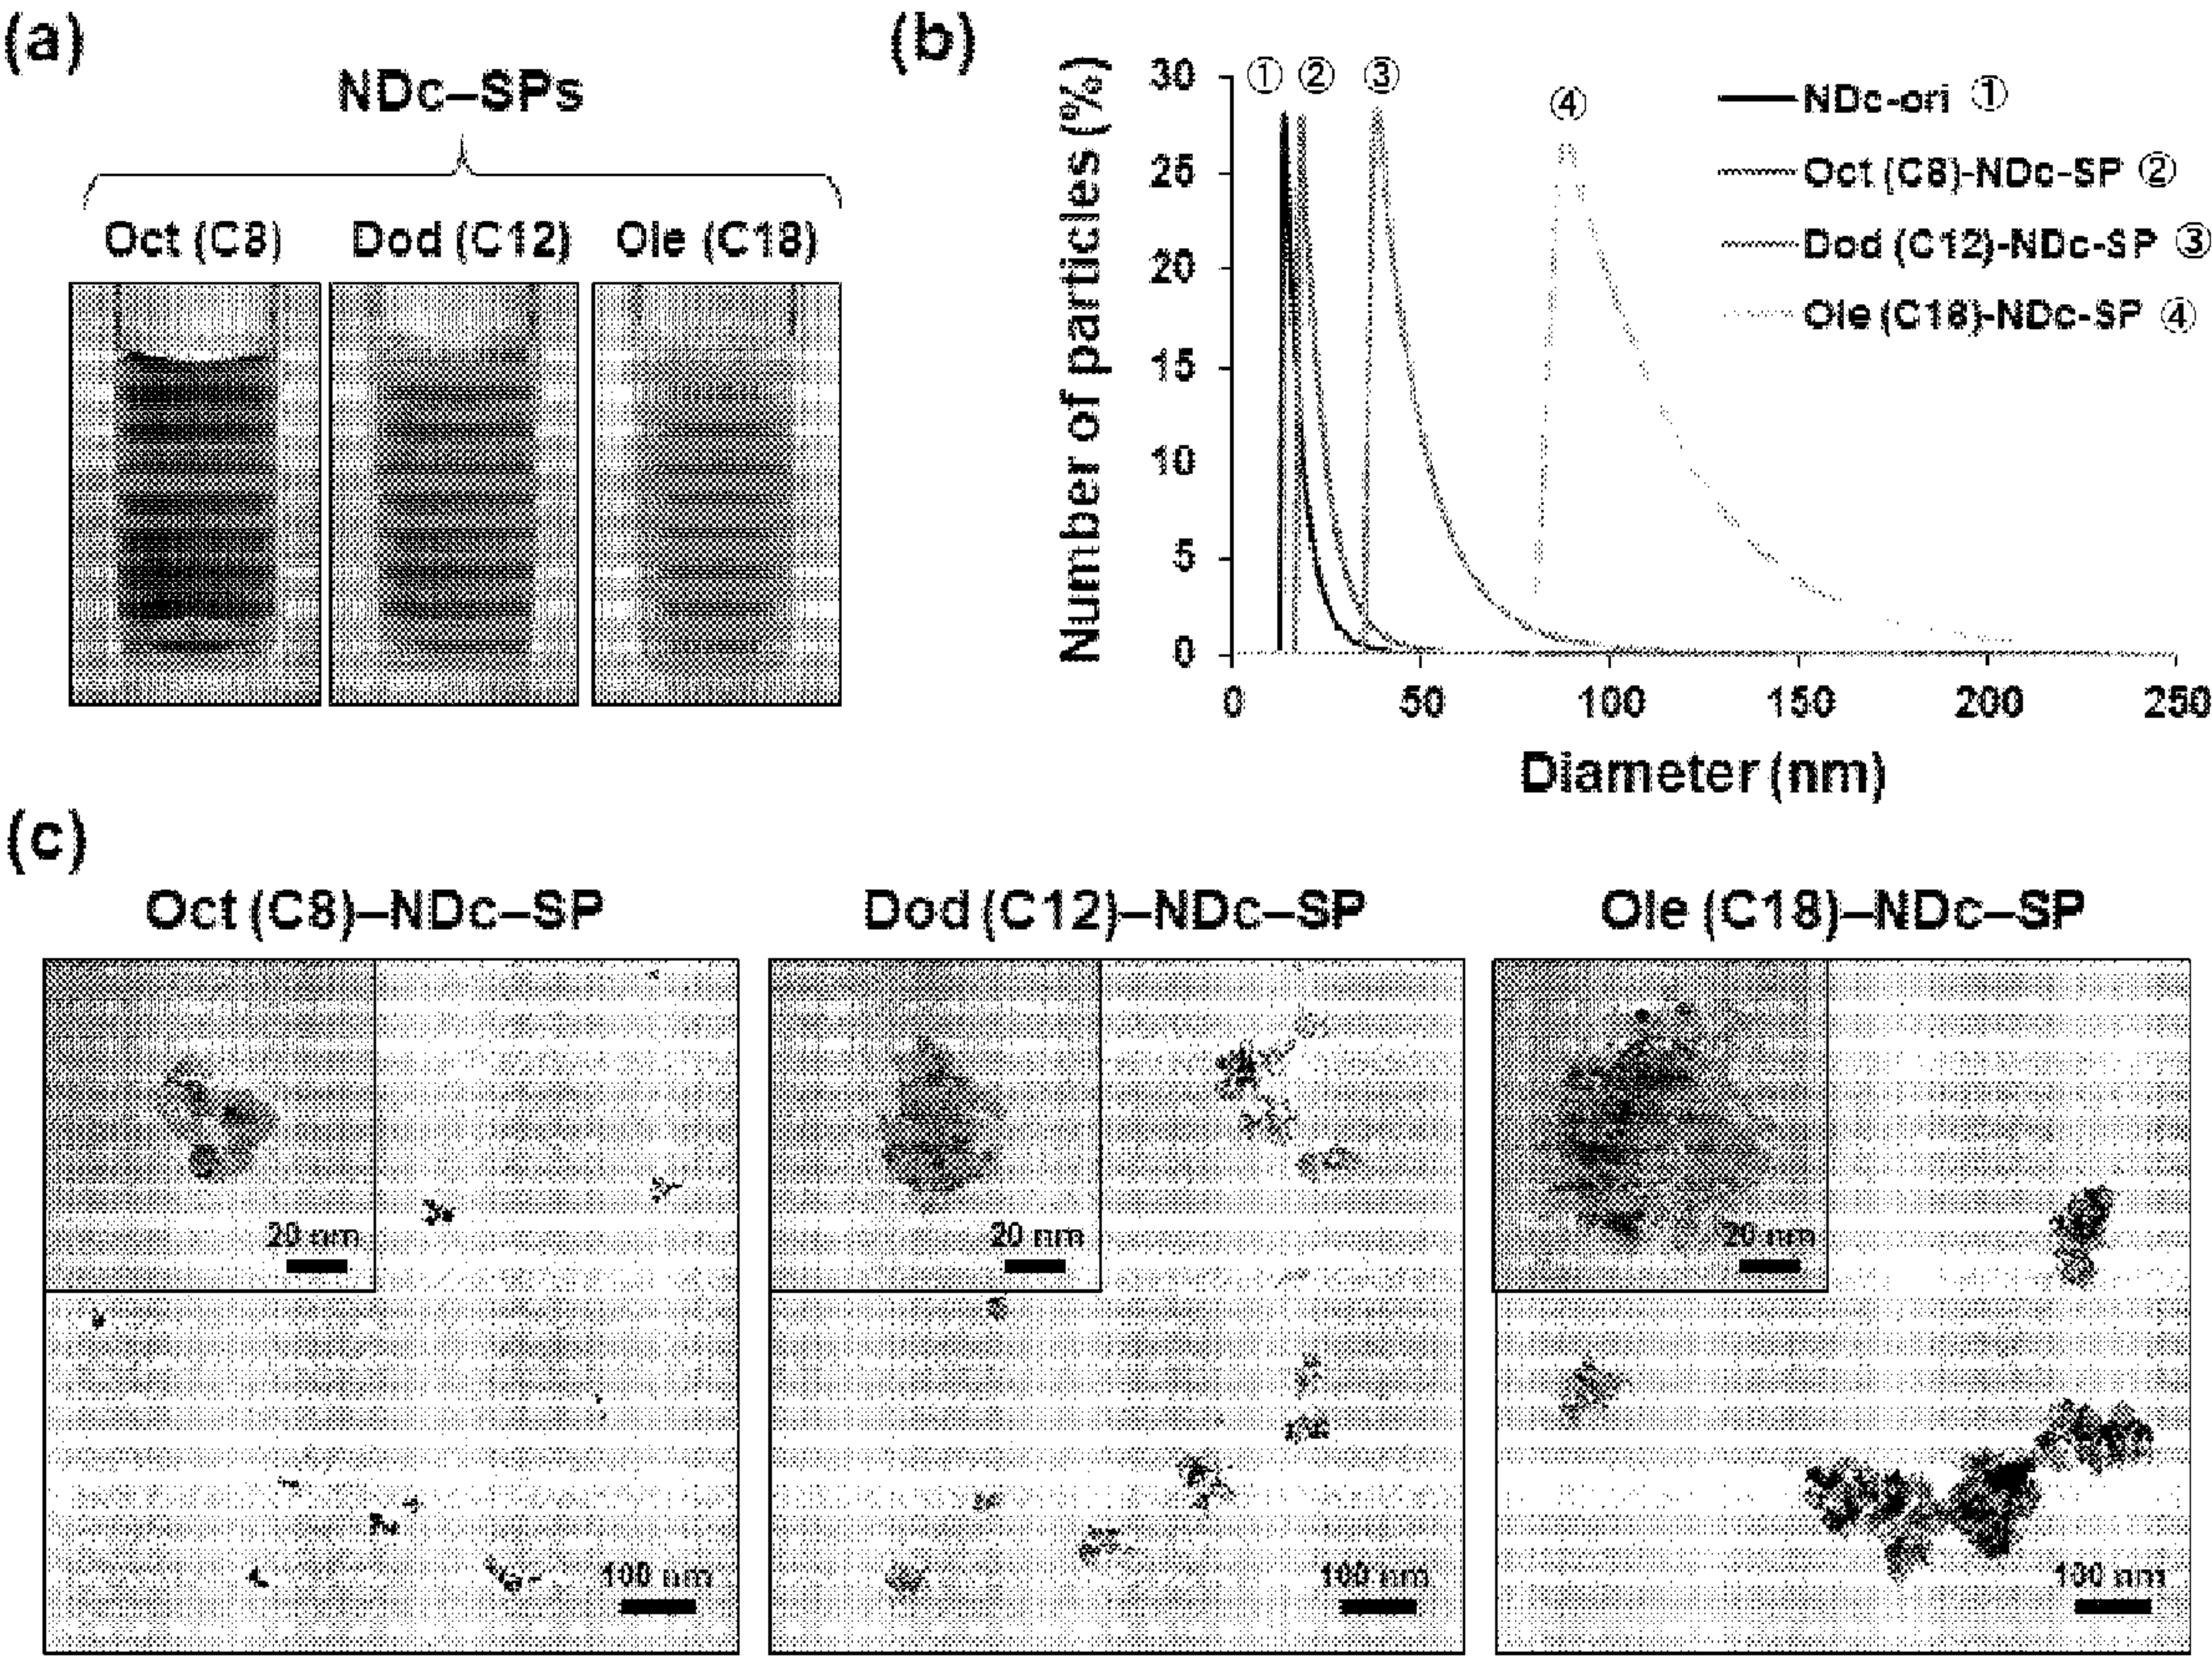 (a)
NDc–SPs
Oct (C8) Dod (C12) Ole (C18)
(b)
Number of particles (%)
30
25
20
15
10
5
0
① ② ③ ④
NDc-ori ①
Oct (C8)-NDc-SP ②
Dod (C12)-NDc-SP ③
Ole (C18)-NDc-SP ④
0 50 100 150 200 250
Diameter (nm)
(c)
Oct (C8)–NDc–SP Dod (C12)–NDc–SP Ole (C18)–NDc–SP
20 nm 20 nm 20 nm
100 nm 100 nm 100 nm